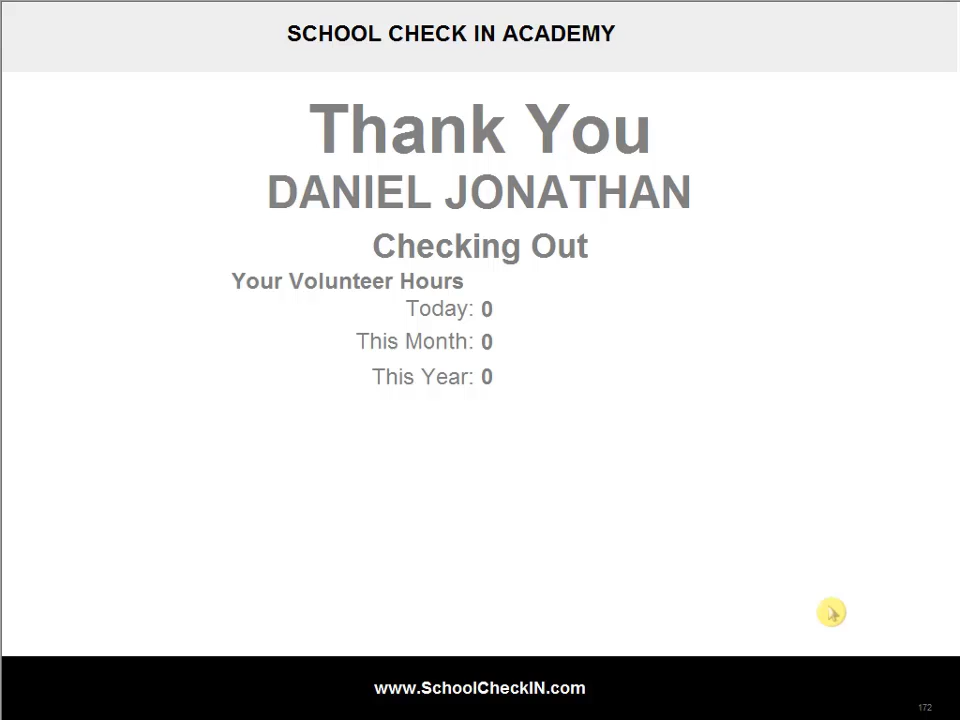 SCHOOL CHECK IN ACADEMY
Thank You
DANIEL JONATHAN
Checking Out
Your Volunteer Hours
Today: 0
This Month: 0
This Year: 0
www.SchoolCheckIN.com
172